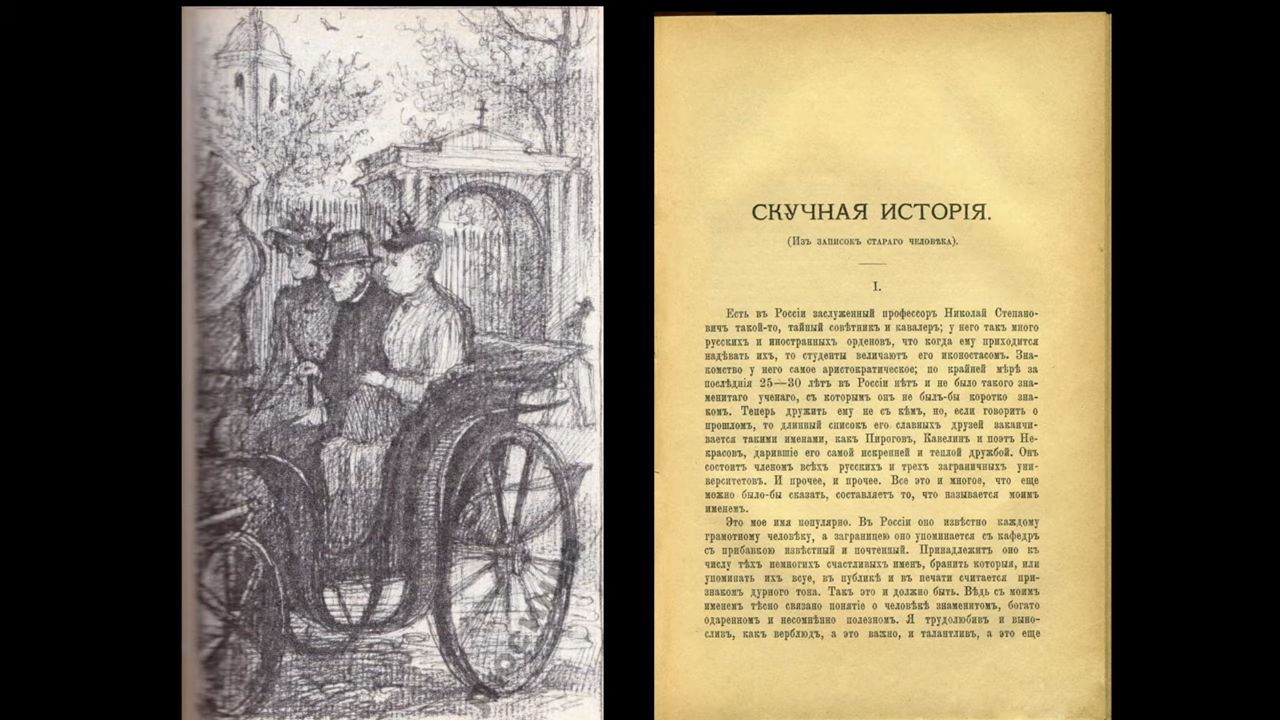 СКУЧНАЯ ИСТОРІЯ.
(Изъ записокъ стараго человѣка).
I.
Есть въ Россіи заслуженный профессоръ Николай Степано-
вичъ такой-то, тайный совѣтник и кавалеръ; у него такъ много
русскихъ и иностранныхъ орденовъ, что когда ему приходится
надѣвать ихъ, то студенты величаютъ его иконостасомъ. Зна-
комство у него самое аристократическое; по крайней мѣрѣ за
послѣднія 25—30 лѣтъ въ Россіи нѣтъ и не было такого зна-
менитаго ученаго, съ которымъ онъ не былъ-бы коротко зна-
комъ. Теперь дружить ему не съ кѣмъ, но, если говорить о
прошломъ, то длинный списокъ его славныхъ друзей заканчи-
вается такими именами, какъ Пироговъ, Кавелинъ и поэтъ Не-
красовъ, дарившіе его самой искренней и теплой дружбой. Онъ
состоитъ членомъ всѣхъ русскихъ и трехъ заграничныхъ уни-
верситетовъ. И прочее, и прочее. Все это и многое, что еще
можно было-бы сказать, составляетъ то, что называется моимъ
именемъ.
Это мое имя популярно. Въ Россіи оно извѣстно каждому
грамотному человѣку, а заграницею оно упоминается съ кафедръ
съ прибавкою извѣстный и почтенный. Принадлежитъ оно къ
числу тѣхъ немногихъ счастливыхъ именъ, бранить которыя, или
упоминать ихъ всуе, въ публикѣ и въ печати считается при-
знакомъ дурного тона. Такъ это и должно быть. Вѣдь съ моимъ
именемъ тѣсно связано понятіе о человѣкѣ знаменитомъ, богато
одаренномъ и несомнѣнно полезномъ. Я трудолюбивъ и выно-
сливъ, какъ верблюдъ, а это важно, и талантливъ, а это еще